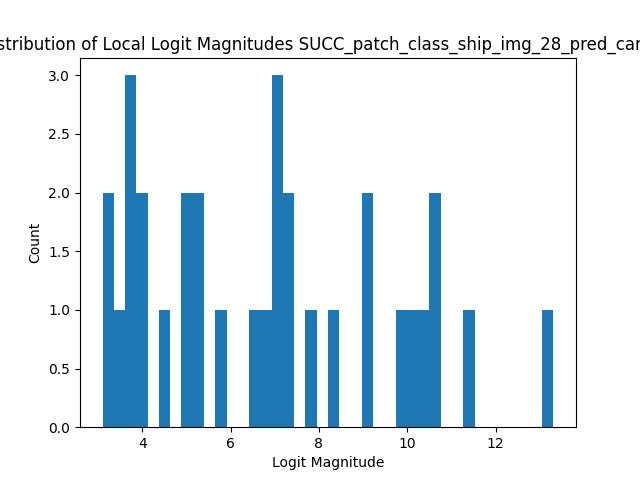 stribution of Local Logit Magnitudes SUCC_patch_class_ship_img_28_pred_car
3.0
2.5
2.0
1.5
1.0
0.5
0.0
Count
4 6 8 10 12
Logit Magnitude